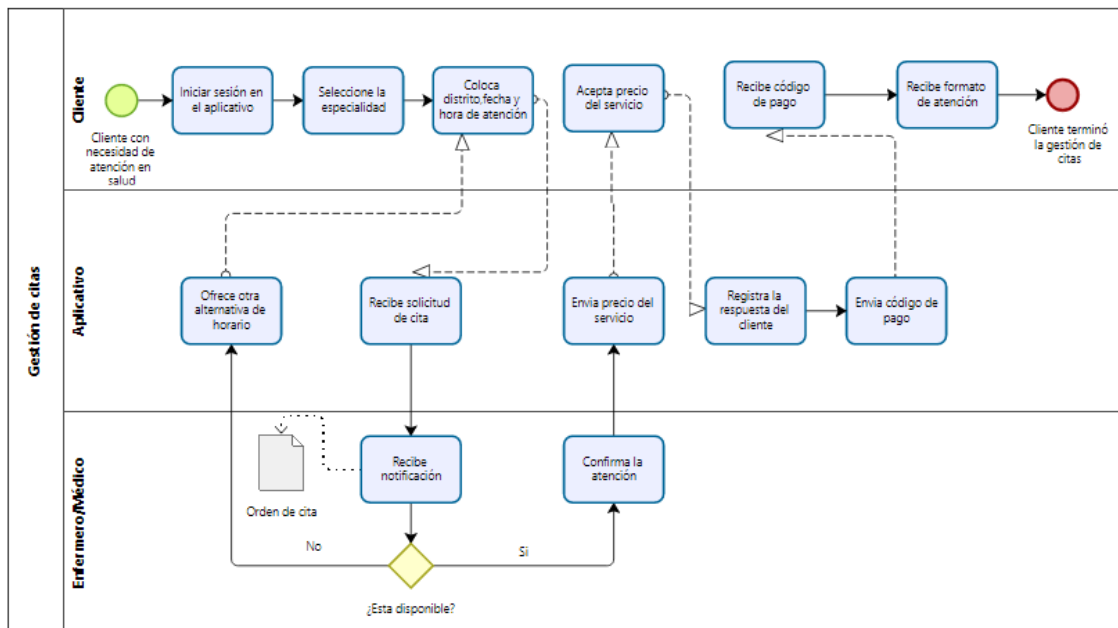 Gestión de citas
Cliente
Cliente con
necesidad de
atención en
salud
Iniciar sesión en
el aplicativo
Seleccione la
especialidad
Coloca
distrito,fecha y
hora de atención
Acepta precio
del servicio
Recibe código
de pago
Recibe formato
de atención
Cliente terminó
la gestión de
citas
Aplicativo
Ofrece otra
alternativa de
horario
Recibe solicitud
de cita
Envia precio del
servicio
Registra la
respuesta del
cliente
Envia código de
pago
Enfermero/Médico
Orden de cita
Recibe
notificación
Confirma la
atención
No
Si
¿Esta disponible?